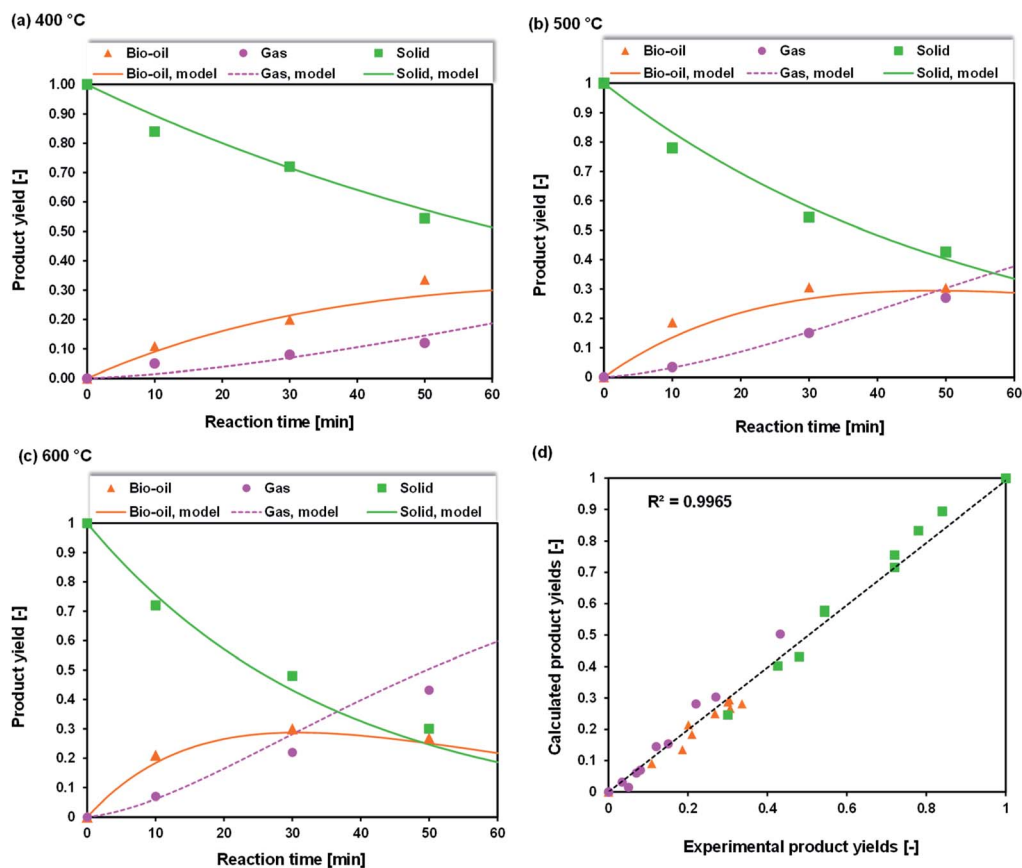 (a) 400 °C
Bio-oil Gas Solid
Bio-oil, model Gas, model Solid, model
1.00
0.90
0.80
0.70
0.60
0.50
0.40
0.30
0.20
0.10
0.00
0 10 20 30 40 50 60
Product yield [-]
Reaction time [min]
(b) 500 °C
Bio-oil Gas Solid
Bio-oil, model Gas, model Solid, model
1
0.9
0.8
0.7
0.6
0.5
0.4
0.3
0.2
0.1
0
0 10 20 30 40 50 60
Product yield [-]
Reaction time [min]
(c) 600 °C
Bio-oil Gas Solid
Bio-oil, model Gas, model Solid, model
1
0.9
0.8
0.7
0.6
0.5
0.4
0.3
0.2
0.1
0
0 10 20 30 40 50 60
Product yield [-]
Reaction time [min]
(d)
R² = 0.9965
1
0.9
0.8
0.7
0.6
0.5
0.4
0.3
0.2
0.1
0
0 0.2 0.4 0.6 0.8 1
Calculated product yields [-]
Experimental product yields [-]